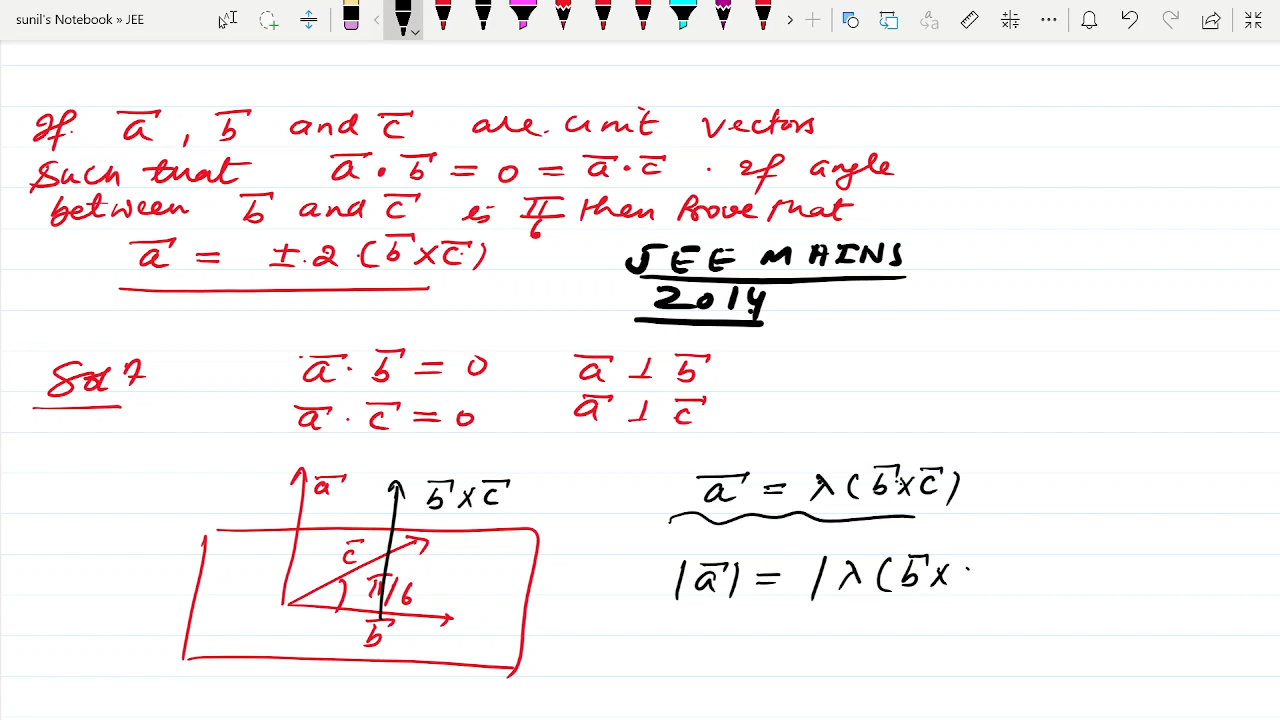 sunil's Notebook » JEE
If a⃗ , b⃗ and c⃗ are unit vectors
Such that a⃗ · b⃗ = 0 = a⃗ · c⃗ . If angle
between b⃗ and c⃗ is π/6 then Prove that
a⃗ = ± 2 · (b⃗ × c⃗)
JEE MAINS
2014
Sol⁷
a⃗ · b⃗ = 0 a⃗ ⊥ b⃗
a⃗ · c⃗ = 0 a⃗ ⊥ c⃗
a⃗ b⃗ × c⃗
c⃗
π/6
b⃗
a⃗ = λ (b⃗ × c⃗)
|a⃗| = | λ (b⃗ ×